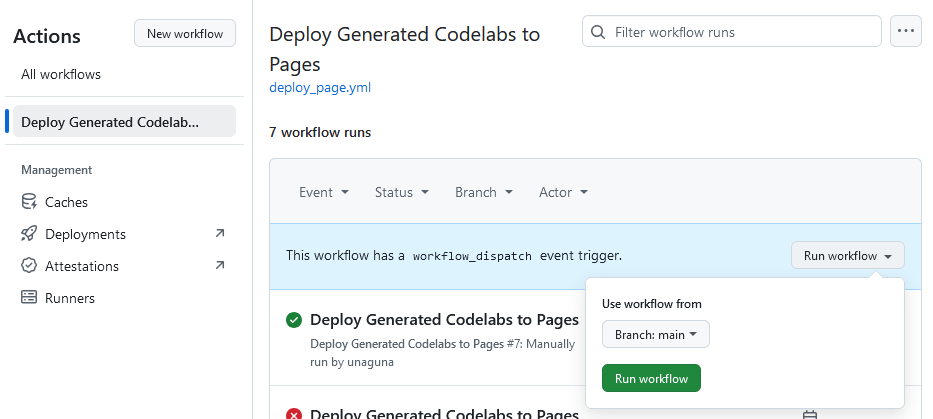 Actions
New workflow
All workflows
Deploy Generated Codelab...
Management
Caches
Deployments
Attestations
Runners
Deploy Generated Codelabs to
Pages
deploy_page.yml
Filter workflow runs
7 workflow runs
Event
Status
Branch
Actor
This workflow has a workflow_dispatch event trigger.
Run workflow
Use workflow from
Branch: main
Run workflow
Deploy Generated Codelabs to Pages
Deploy Generated Codelabs to Pages #7: Manually
run by unaguna
Deploy Generated Codelabs to Pages